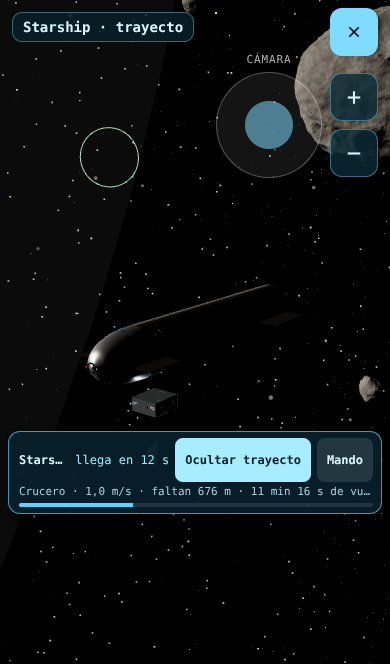 Starship · trayecto
×
CÁMARA
+
−
Stars… llega en 12 s Ocultar trayecto Mando
Crucero · 1,0 m/s · faltan 676 m · 11 min 16 s de vu…